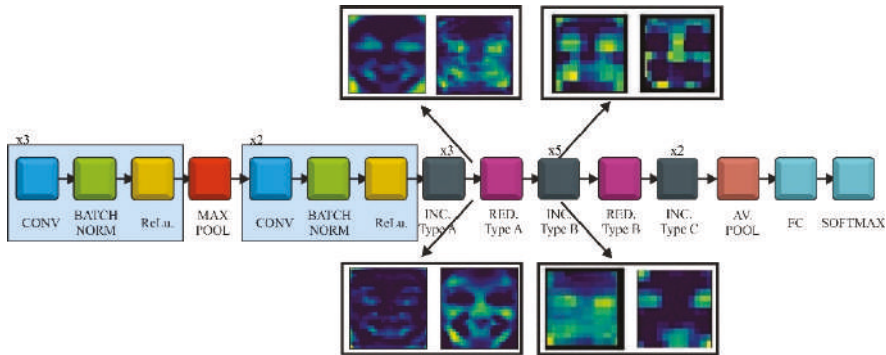 x3
x2
x3
x5
x2
CONV
BATCH
NORM
ReLu.
MAX
POOL
CONV
BATCH
NORM
ReLu.
INC.
Type A
RED.
Type A
INC.
Type B
RED.
Type B
INC.
Type C
AV.
POOL
FC
SOFTMAX